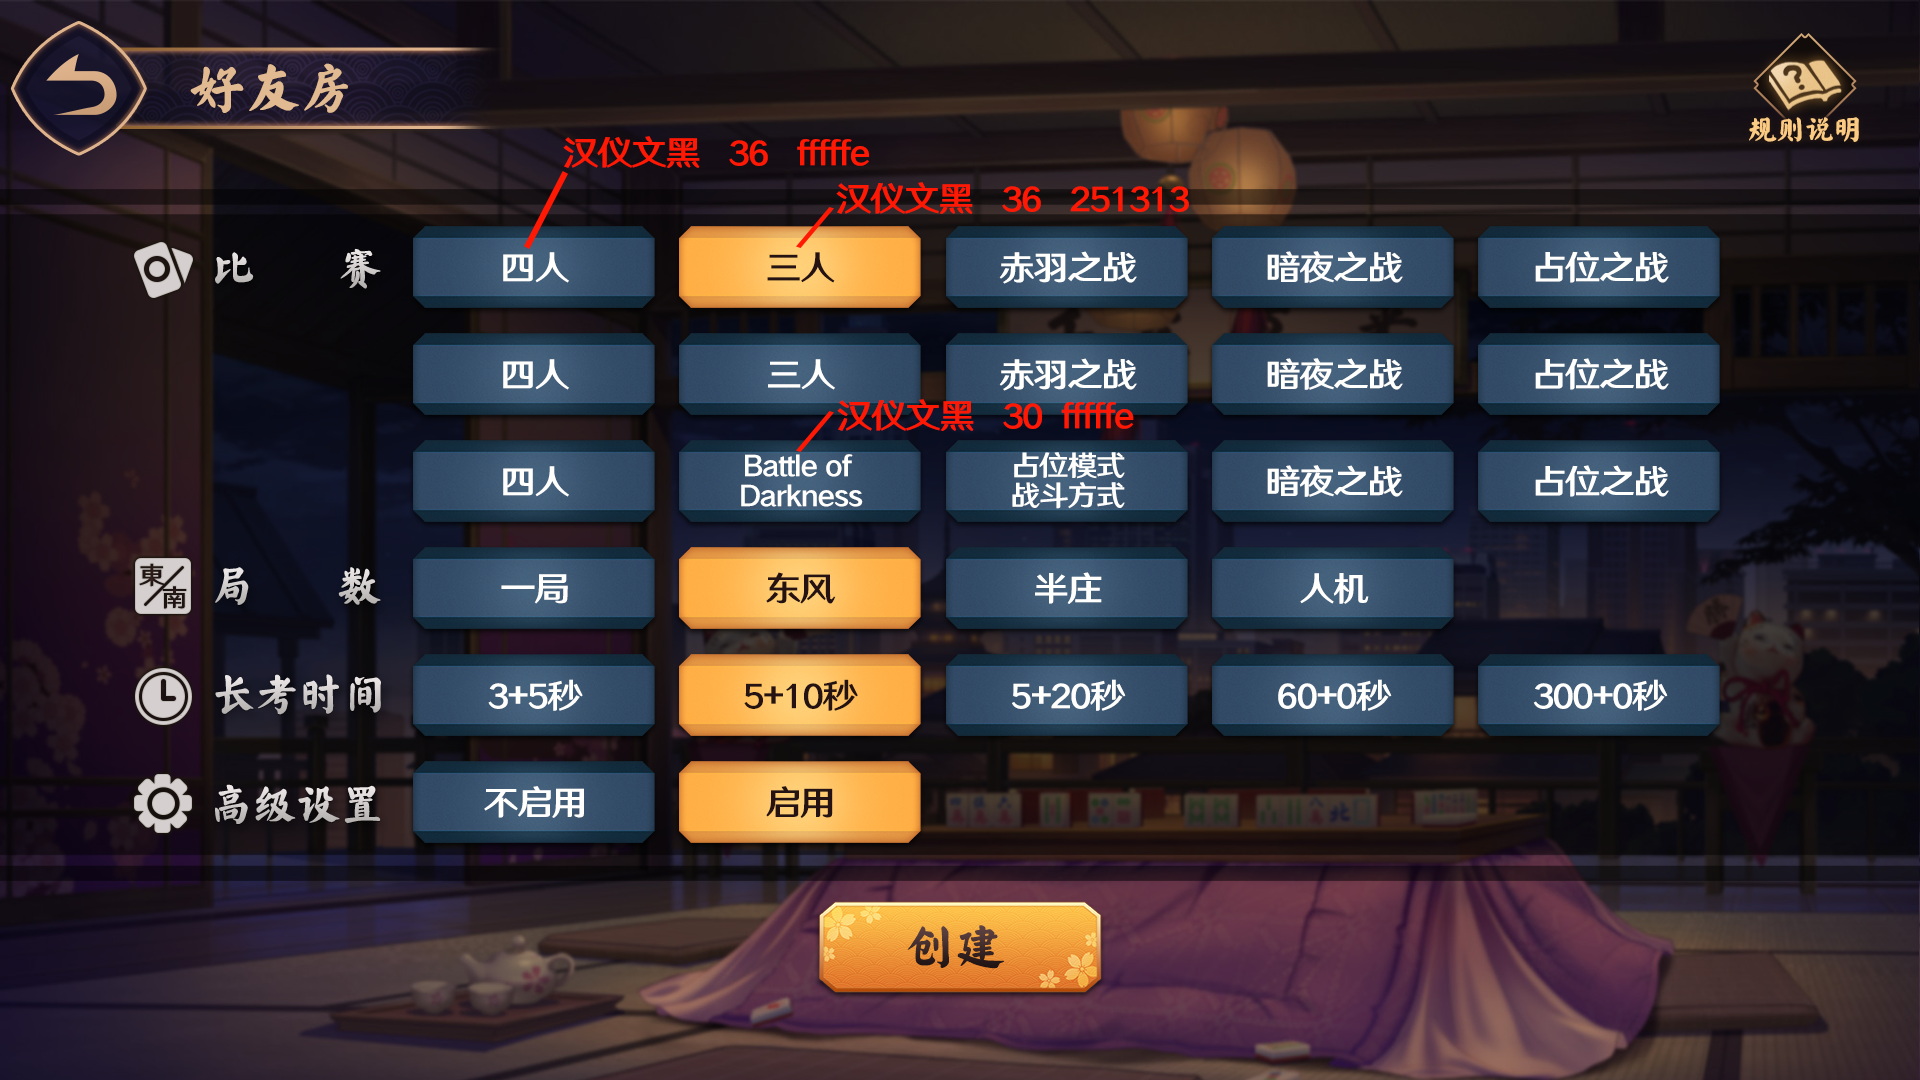 好友房
规则说明
汉仪文黑 36 fffffe
汉仪文黑 36 251313
比 赛
四人 三人 赤羽之战 暗夜之战 占位之战
四人 三人 赤羽之战 暗夜之战 占位之战
汉仪文黑 30 fffffe
四人
Battle of
Darkness
占位模式
战斗方式
暗夜之战 占位之战
東/南 局 数
一局 东风 半庄 人机
长考时间
3+5秒 5+10秒 5+20秒 60+0秒 300+0秒
高级设置
不启用 启用
创建